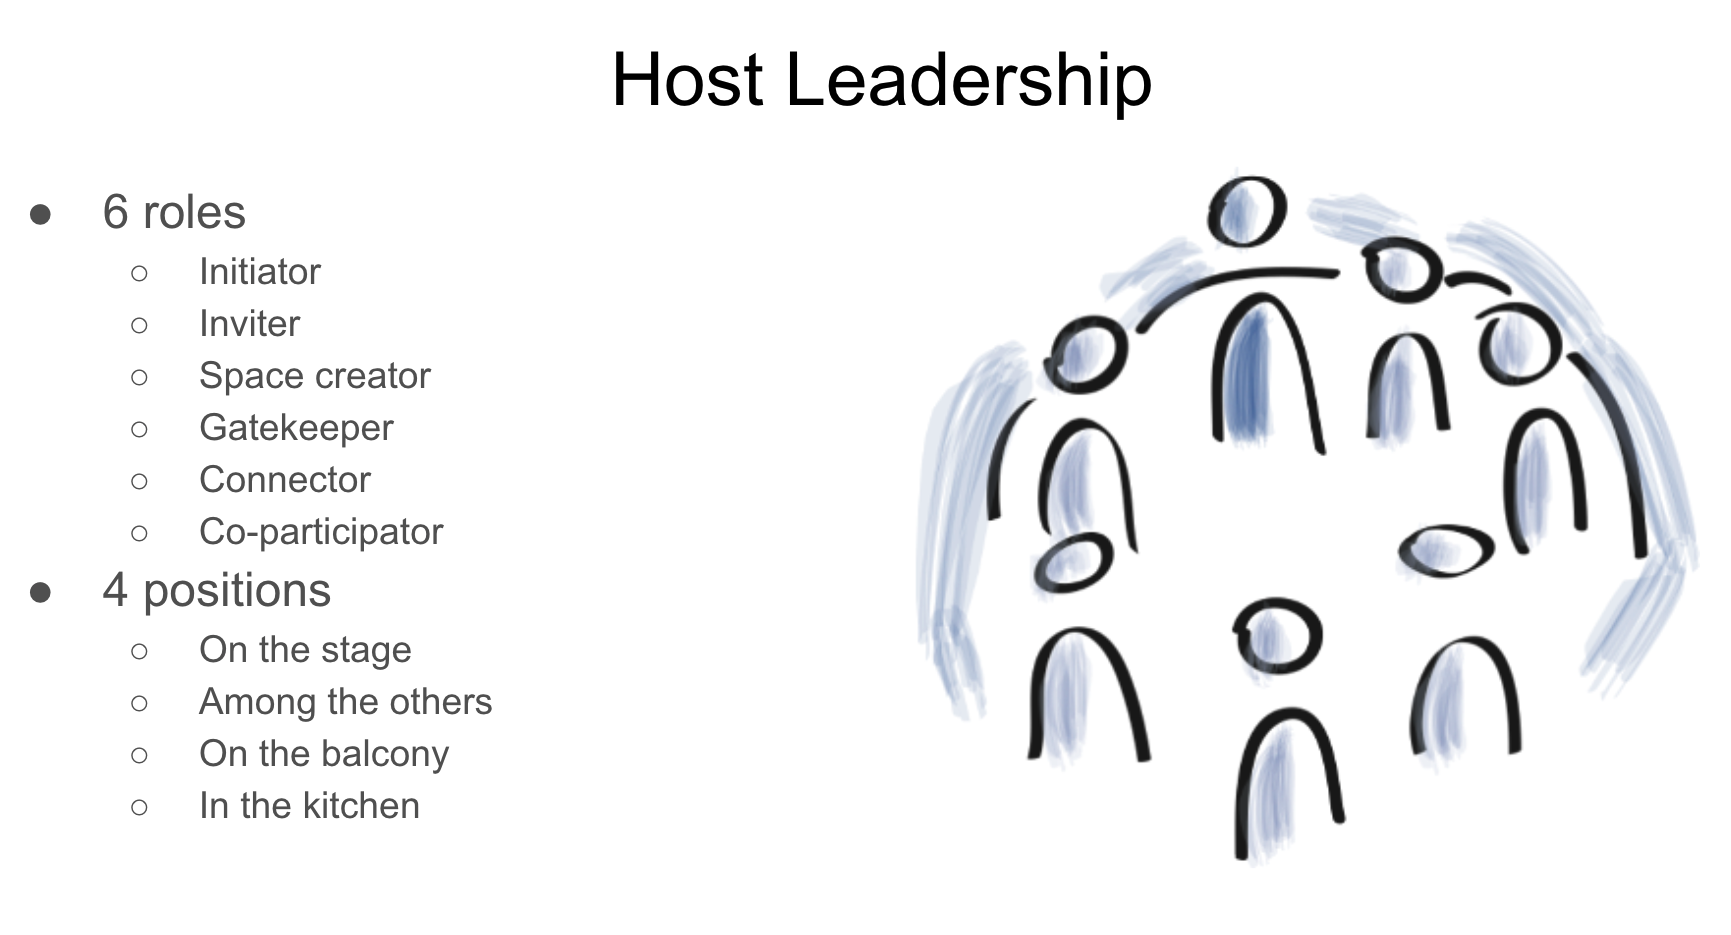 Host Leadership
● 6 roles
○ Initiator
○ Inviter
○ Space creator
○ Gatekeeper
○ Connector
○ Co-participator
● 4 positions
○ On the stage
○ Among the others
○ On the balcony
○ In the kitchen